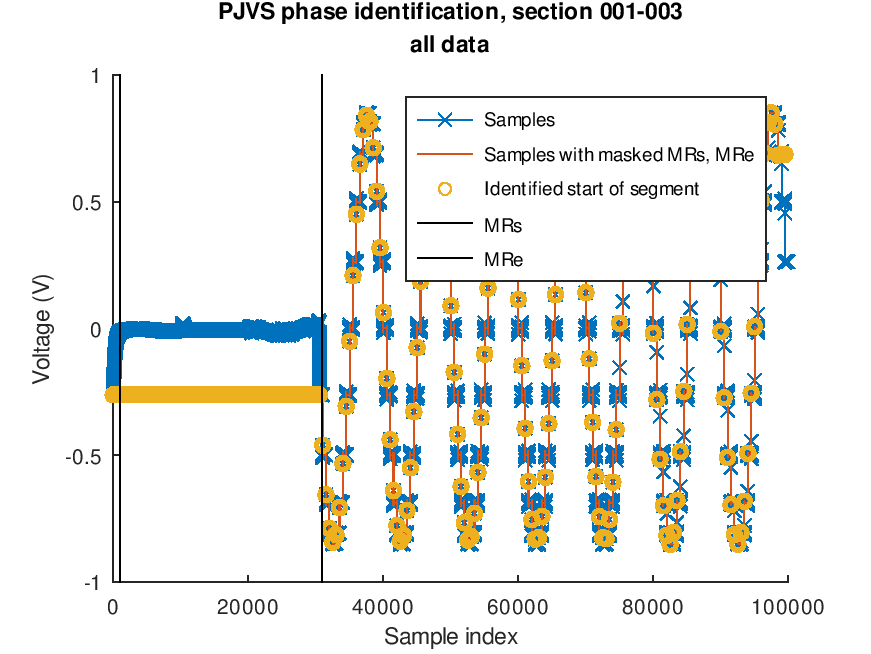 PJVS phase identification, section 001-003
all data
1
0.5
0
-0.5
-1
Voltage (V)
Samples
Samples with masked MRs, MRe
Identified start of segment
MRs
MRe
0
20000
40000
60000
80000
100000
Sample index